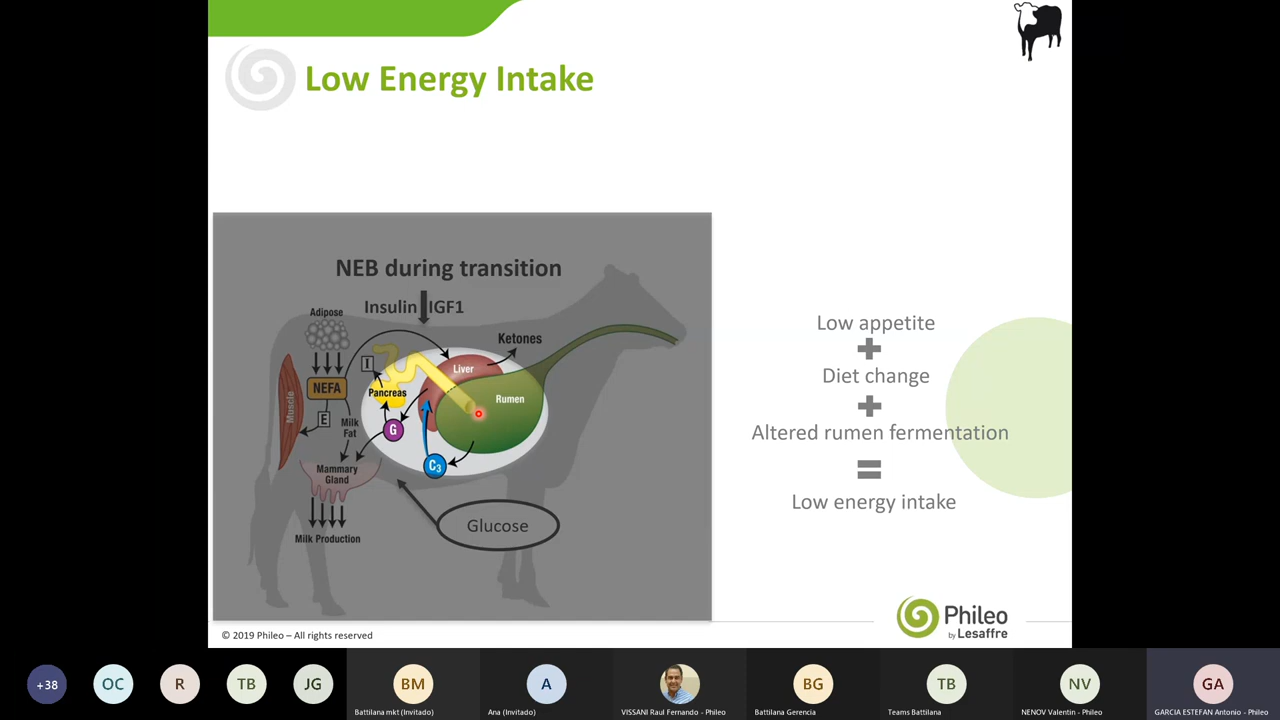 Low Energy Intake
NEB during transition
Insulin IGF1
Adipose
Ketones
I
Liver
NEFA
Pancreas
Rumen
Muscle
E
Milk
Fat
G
C3
Mammary
Gland
Glucose
Milk Production
Low appetite
+
Diet change
+
Altered rumen fermentation
=
Low energy intake
Phileo
by Lesaffre
© 2019 Phileo – All rights reserved
+38
OC
R
TB
JG
BM
Battilana mkt (Invitado)
A
Ana (Invitado)
VISSANI Raul Fernando - Phileo
BG
Battilana Gerencia
TB
Teams Battilana
NV
NENOV Valentin - Phileo
GA
GARCIA ESTEFAN Antonio - Phileo